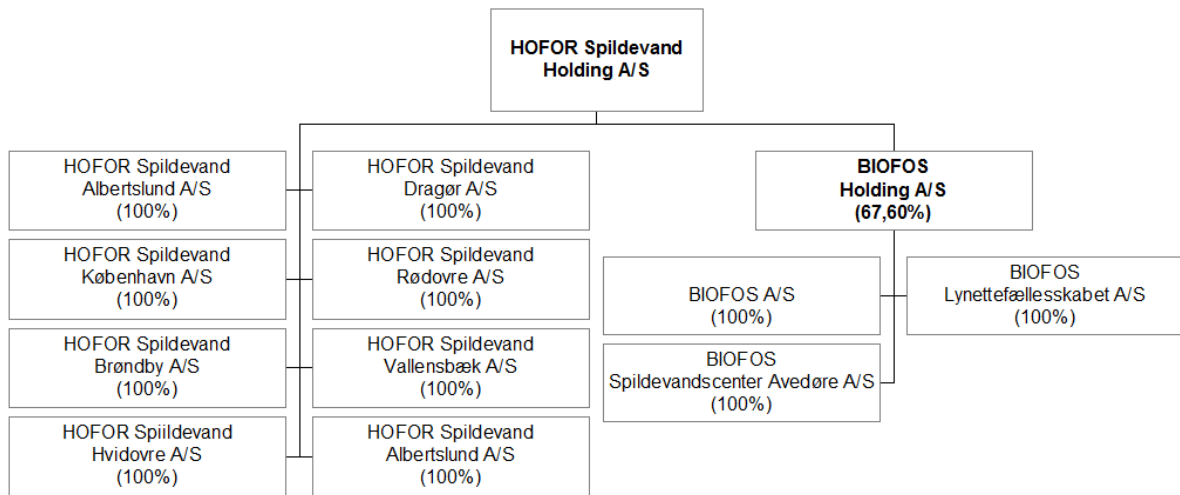 HOFOR Spildevand
Holding A/S
HOFOR Spildevand
Albertslund A/S
(100%)
HOFOR Spildevand
Dragør A/S
(100%)
BIOFOS
Holding A/S
(67,60%)
HOFOR Spildevand
København A/S
(100%)
HOFOR Spildevand
Rødovre A/S
(100%)
BIOFOS A/S
(100%)
BIOFOS
Lynettefællesskabet A/S
(100%)
HOFOR Spildevand
Brøndby A/S
(100%)
HOFOR Spildevand
Vallensbæk A/S
(100%)
BIOFOS
Spildevandscenter Avedøre A/S
(100%)
HOFOR Spiildevand
Hvidovre A/S
(100%)
HOFOR Spildevand
Albertslund A/S
(100%)